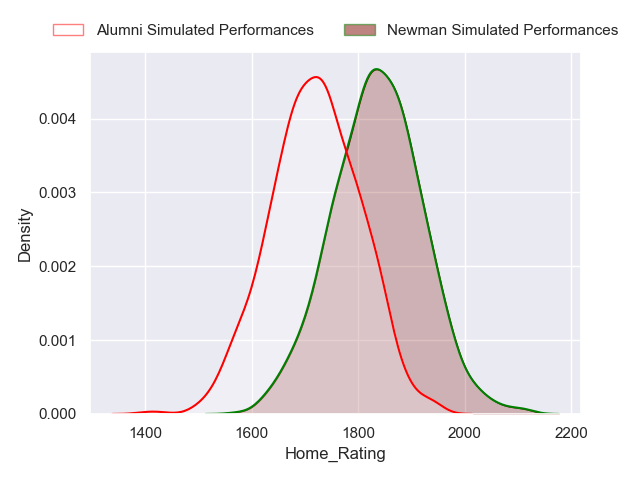 Alumni Simulated Performances Newman Simulated Performances
0.004
0.003
0.002
0.001
0.000
Density
1400 1600 1800 2000 2200
Home_Rating